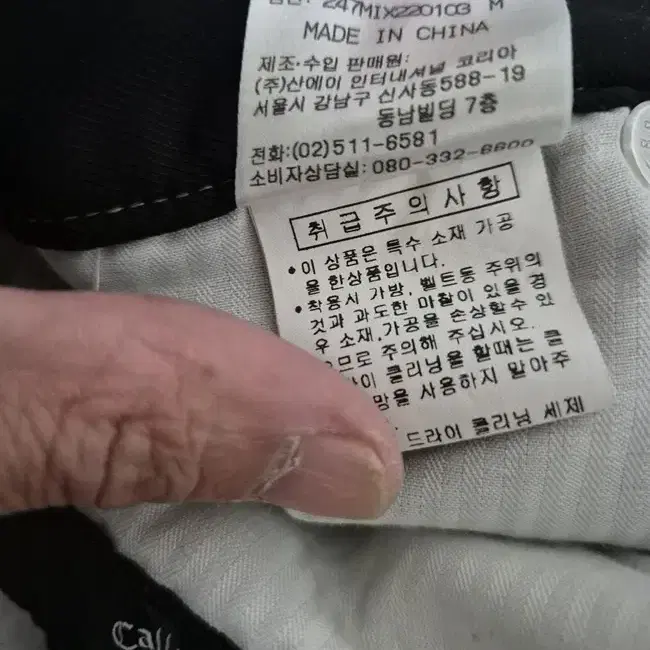 247MIX220103 M
MADE IN CHINA
제조·수입 판매원:
(주)산에이 인터내셔널 코리아
서울시 강남구 신사동588-19
동남빌딩 7층
전화:(02)511-6581
소비자상담실: 080-332-6600
취급주의사항
•이 상품은 특수 소재 가공
을 한상품입니다.
•착용시 가방, 벨트등 주위의
것과 과도한 마찰이 있을 경
우 소재,가공을 손상할수 있
으므로 주의해 주십시오.
이 클리닝을 할때는 클
망을 사용하지 말아주
드라이 클리닝 세제
Call